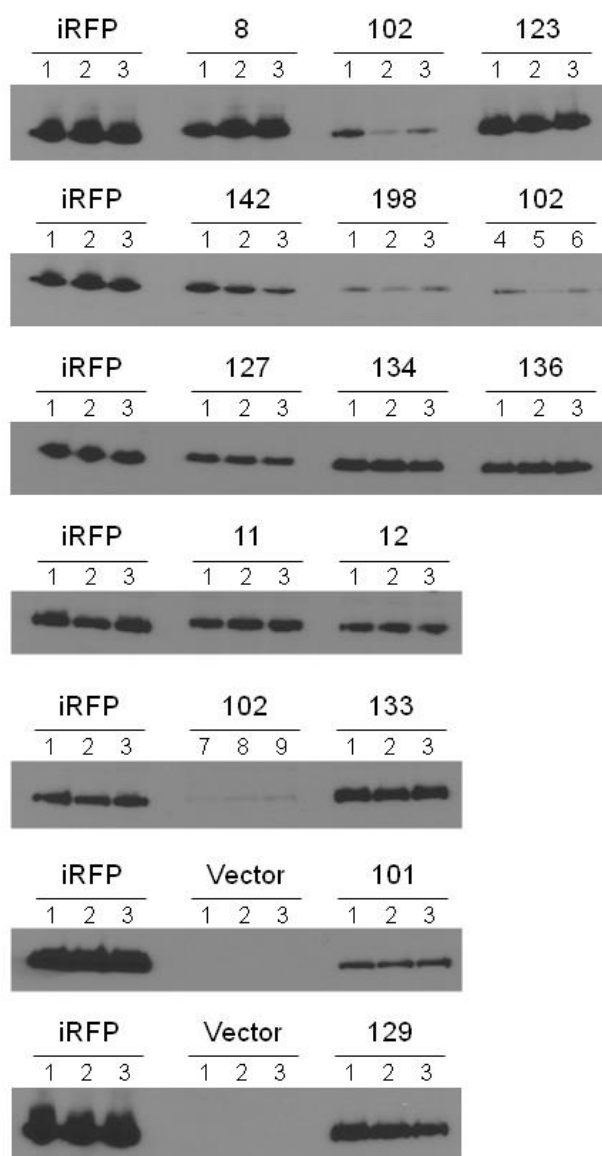 iRFP 8 102 123
1 2 3 1 2 3 1 2 3 1 2 3
iRFP 142 198 102
1 2 3 1 2 3 1 2 3 4 5 6
iRFP 127 134 136
1 2 3 1 2 3 1 2 3 1 2 3
iRFP 11 12
1 2 3 1 2 3 1 2 3
iRFP 102 133
1 2 3 7 8 9 1 2 3
iRFP Vector 101
1 2 3 1 2 3 1 2 3
iRFP Vector 129
1 2 3 1 2 3 1 2 3